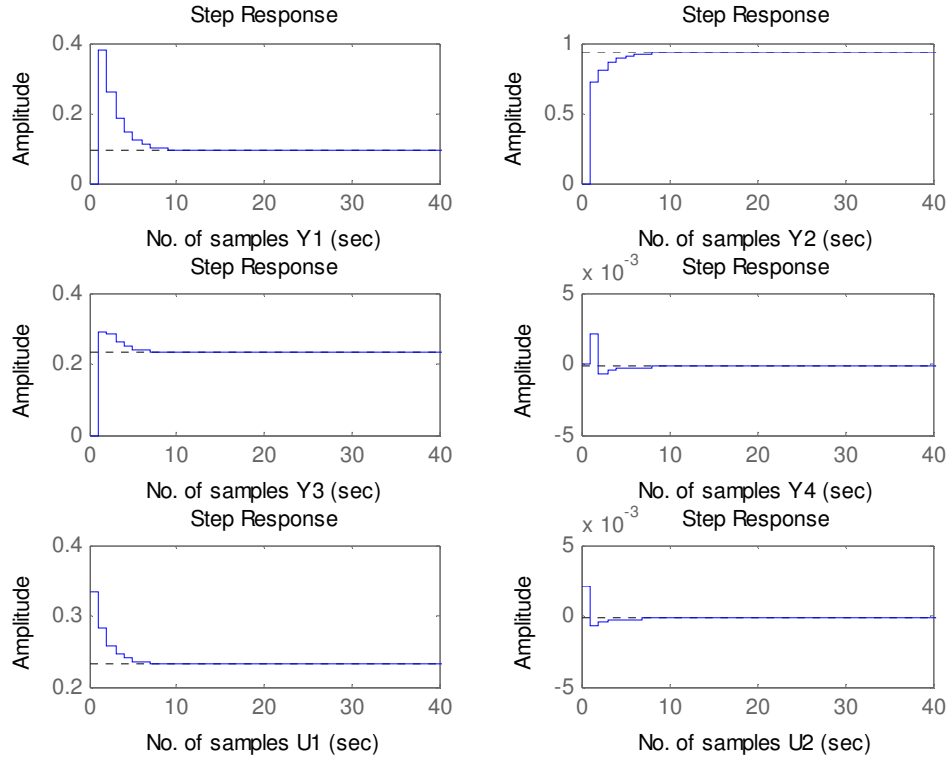 Step Response
Step Response
0.4
0.2
0
Amplitude
0
10
20
30
40
No. of samples Y1 (sec)
1
0.5
0
Amplitude
0
10
20
30
40
No. of samples Y2 (sec)
Step Response
0.4
0.2
0
Amplitude
0
10
20
30
40
No. of samples Y3 (sec)
x 10^-3
Step Response
5
0
-5
Amplitude
0
10
20
30
40
No. of samples Y4 (sec)
Step Response
0.4
0.3
0.2
Amplitude
0
10
20
30
40
No. of samples U1 (sec)
x 10^-3
Step Response
5
0
-5
Amplitude
0
10
20
30
40
No. of samples U2 (sec)